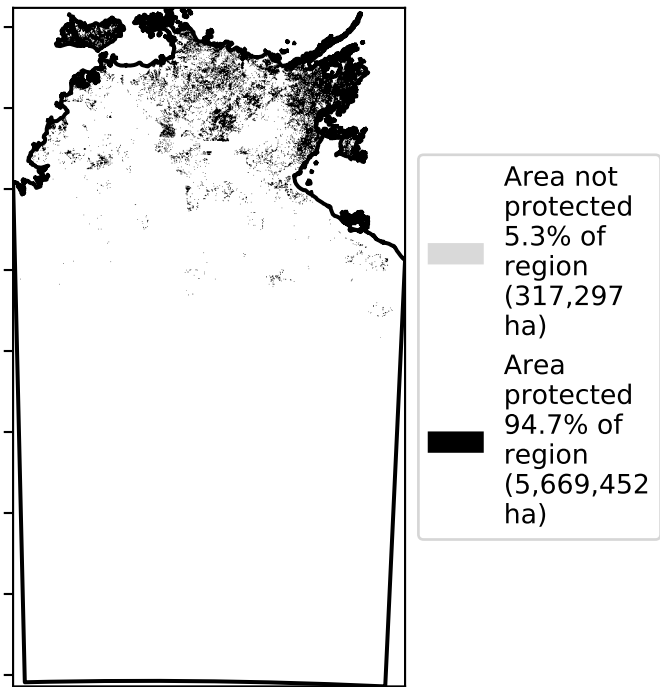 Area not
protected
5.3% of
region
(317,297
ha)
Area
protected
94.7% of
region
(5,669,452
ha)